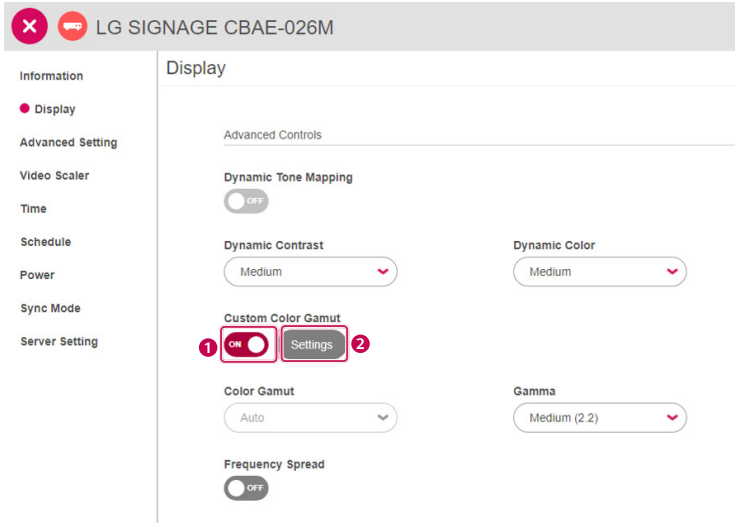 LG SIGNAGE CBAE-026M
Information
Display
Advanced Setting
Video Scaler
Time
Schedule
Power
Sync Mode
Server Setting
Display
Advanced Controls
Dynamic Tone Mapping
OFF
Dynamic Contrast Dynamic Color
Medium Medium
Custom Color Gamut
1 ON Settings 2
Color Gamut Gamma
Auto Medium (2.2)
Frequency Spread
OFF